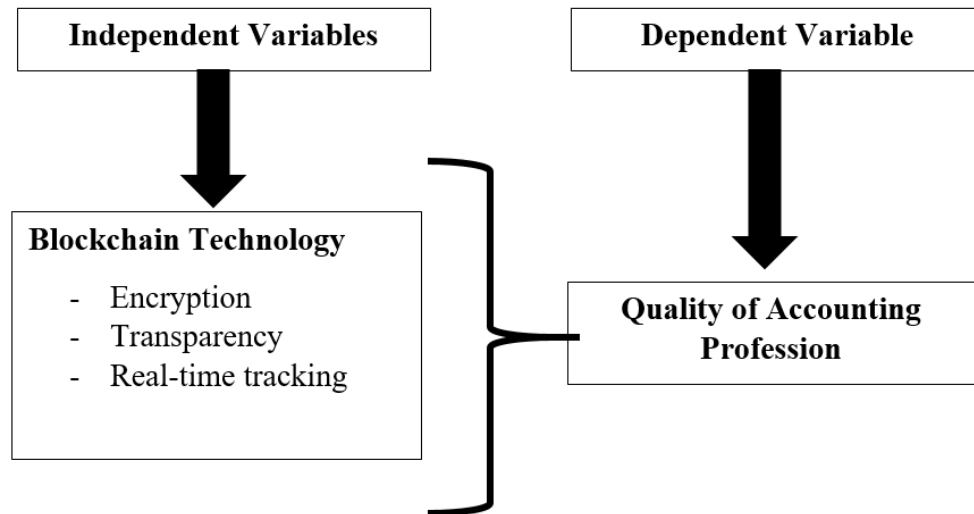 Independent Variables
Dependent Variable
Blockchain Technology
- Encryption
- Transparency
- Real-time tracking
Quality of Accounting
Profession